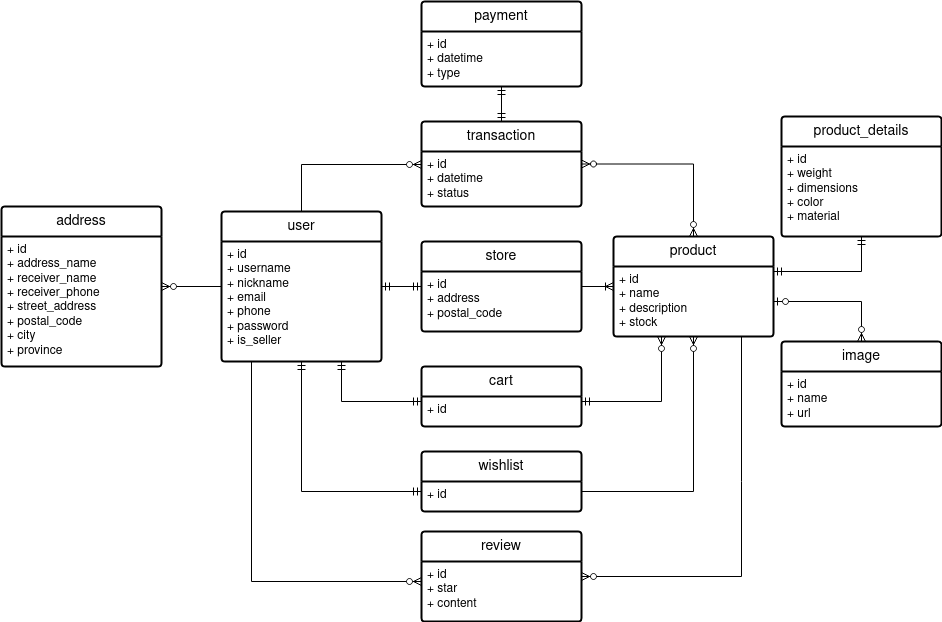 payment
+ id
+ datetime
+ type
transaction
+ id
+ datetime
+ status
product_details
+ id
+ weight
+ dimensions
+ color
+ material
address
+ id
+ address_name
+ receiver_name
+ receiver_phone
+ street_address
+ postal_code
+ city
+ province
user
+ id
+ username
+ nickname
+ email
+ phone
+ password
+ is_seller
store
+ id
+ address
+ postal_code
product
+ id
+ name
+ description
+ stock
image
+ id
+ name
+ url
cart
+ id
wishlist
+ id
review
+ id
+ star
+ content